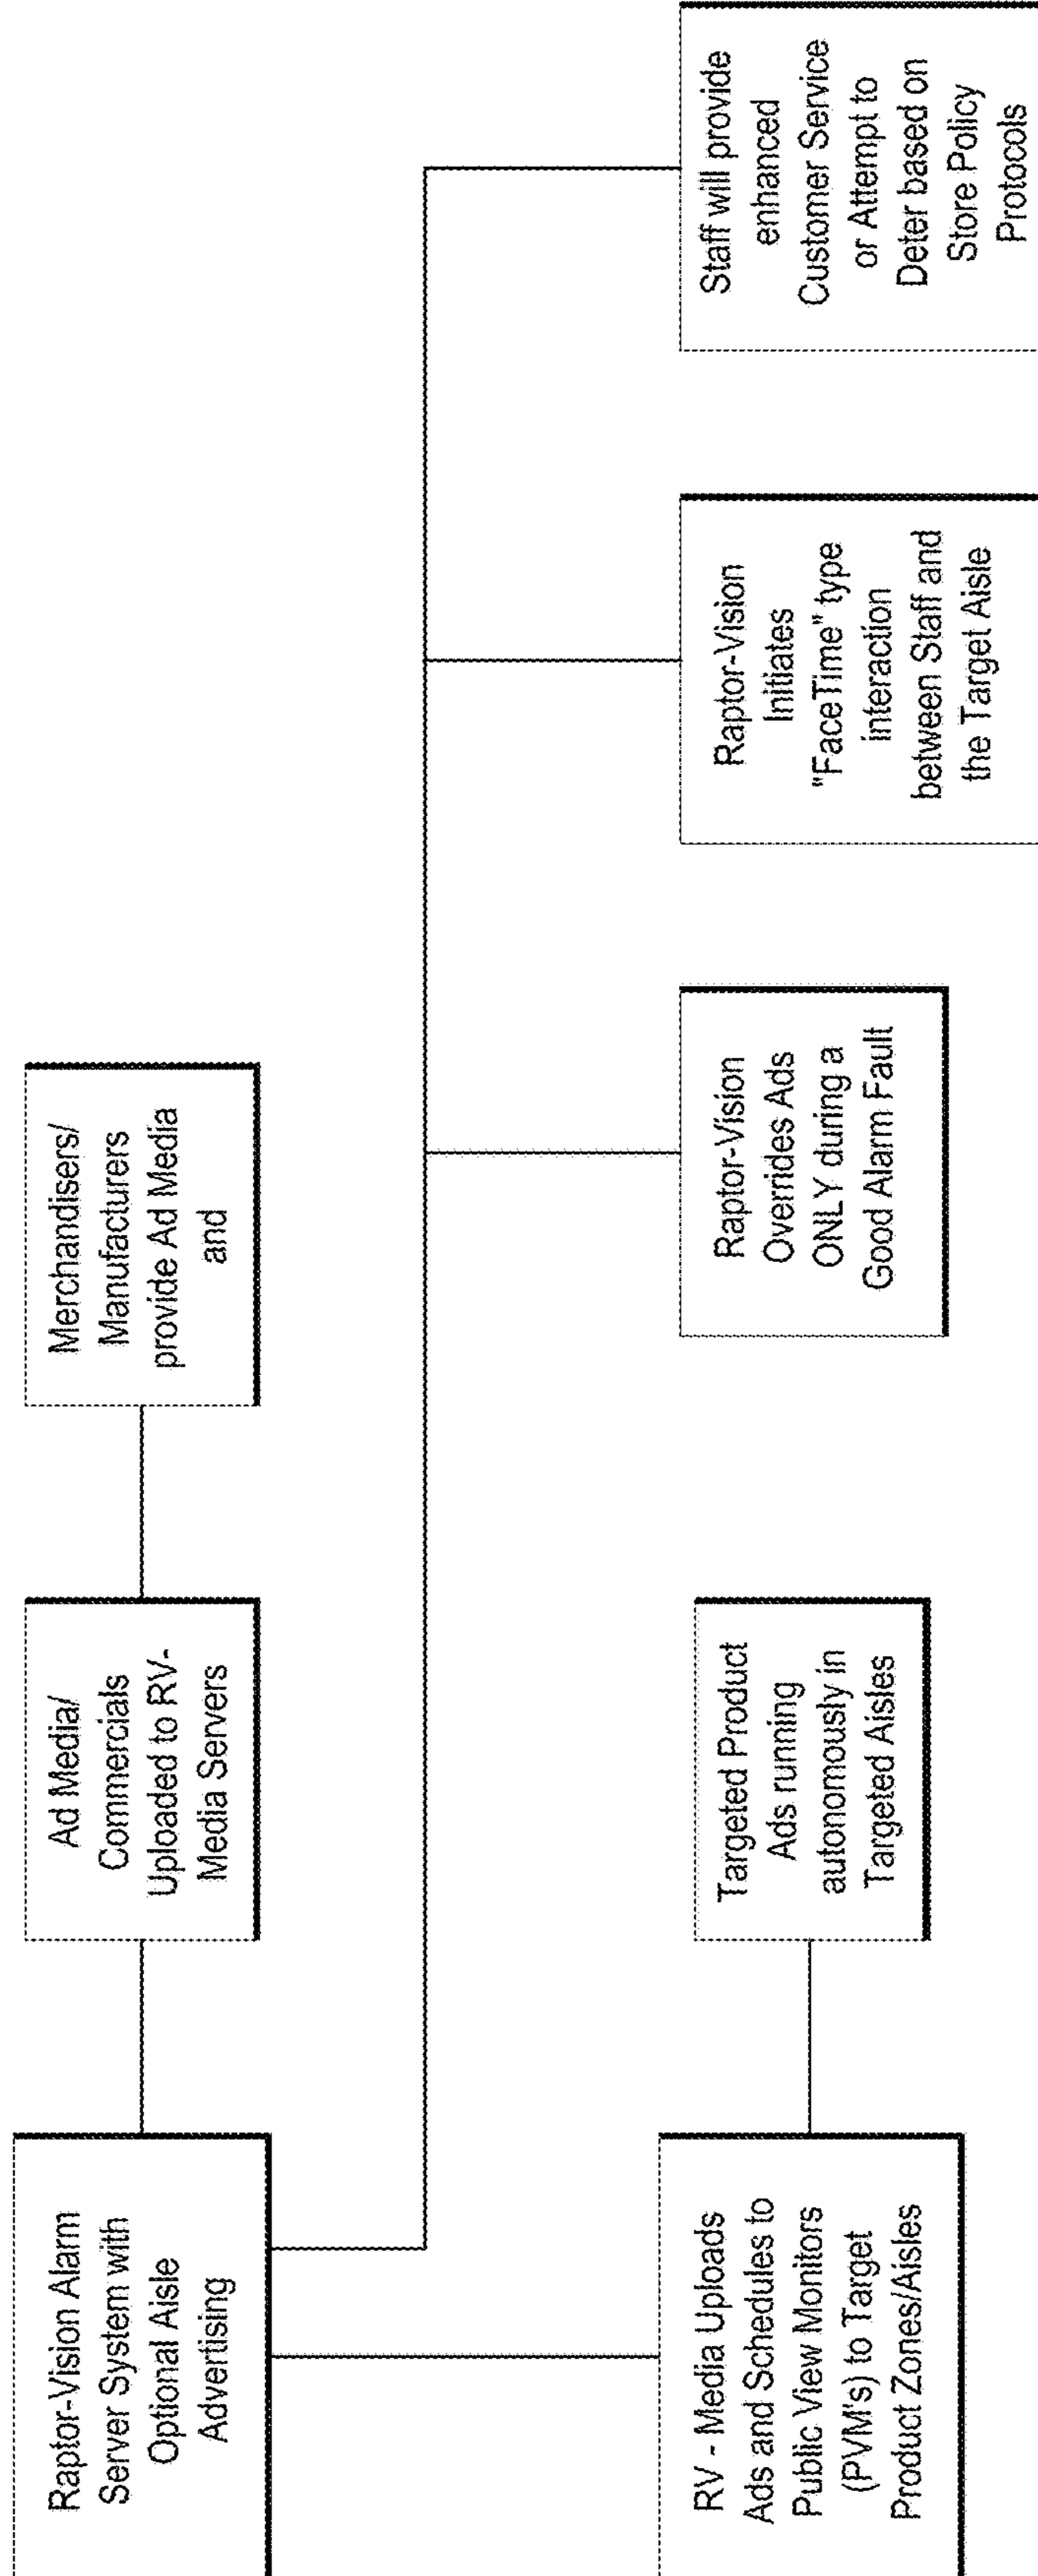 Raptor-Vision Alarm
Server System with
Optional Aisle
Advertising
Ad Media/
Commercials
Uploaded to RV-
Media Servers
Merchandisers/
Manufacturers
provide Ad Media
and
RV - Media Uploads
Ads and Schedules to
Public View Monitors
(PVM's) to Target
Product Zones/Aisles
Targeted Product
Ads running
autonomously in
Targeted Aisles
Raptor-Vision
Overrides Ads
ONLY during a
Good Alarm Fault
Raptor-Vision
Initiates
"FaceTime" type
interaction
between Staff and
the Target Aisle
Staff will provide
enhanced
Customer Service
or Attempt to
Deter based on
Store Policy
Protocols